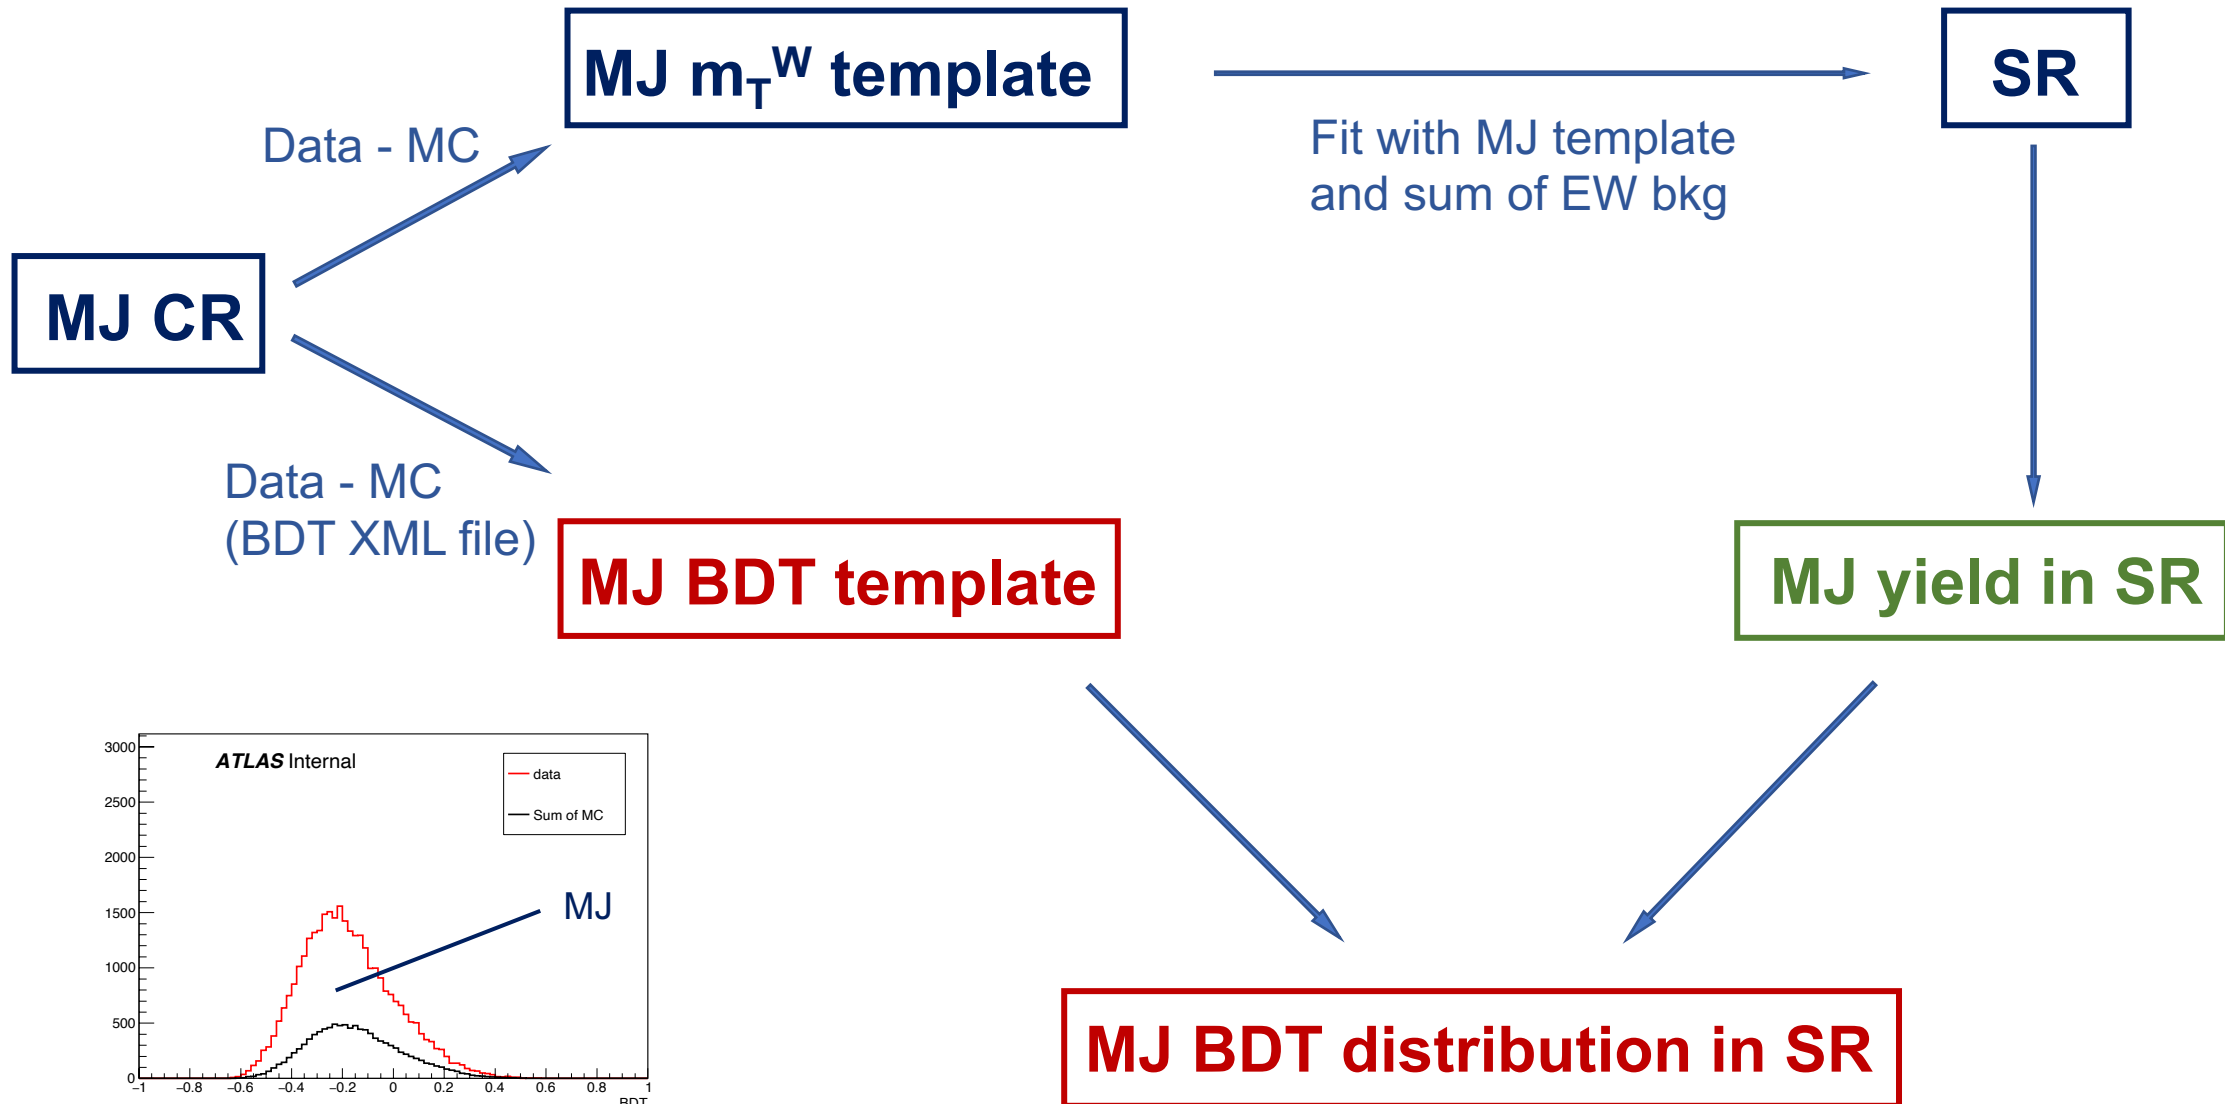 MJ m_T^W template
SR
Data - MC
Fit with MJ template
and sum of EW bkg
MJ CR
Data - MC
(BDT XML file)
MJ BDT template
MJ yield in SR
ATLAS Internal
data
Sum of MC
MJ
3000
2500
2000
1500
1000
500
0
−1 −0.8 −0.6 −0.4 −0.2 0 0.2 0.4 0.6 0.8 1
BDT
MJ BDT distribution in SR